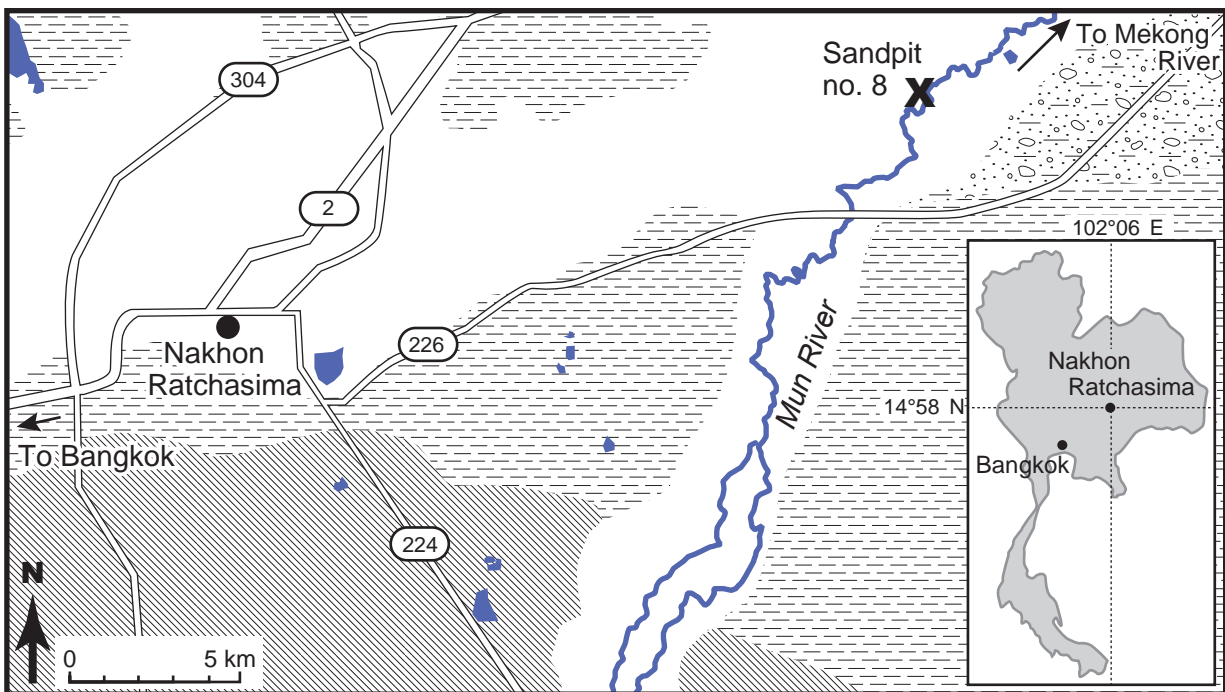 304
Sandpit
no. 8
X
To Mekong
River
2
102°06 E
Nakhon
Ratchasima
226
Mun River
Nakhon
Ratchasima
14°58 N
To Bangkok
Bangkok
224
N
0 5 km